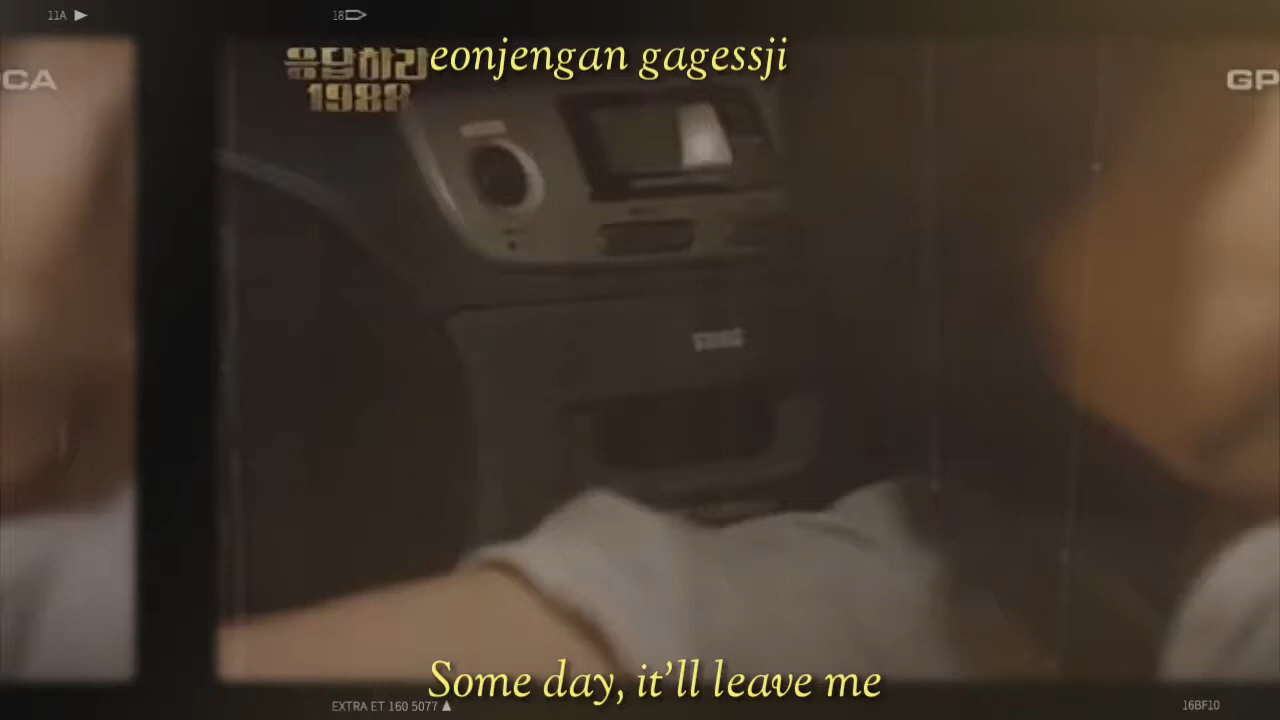 11A
18
CA
응답하라
1988
eonjengan gagessji
GP
Some day, it'll leave me
EXTRA ET 160 5077
16BF10